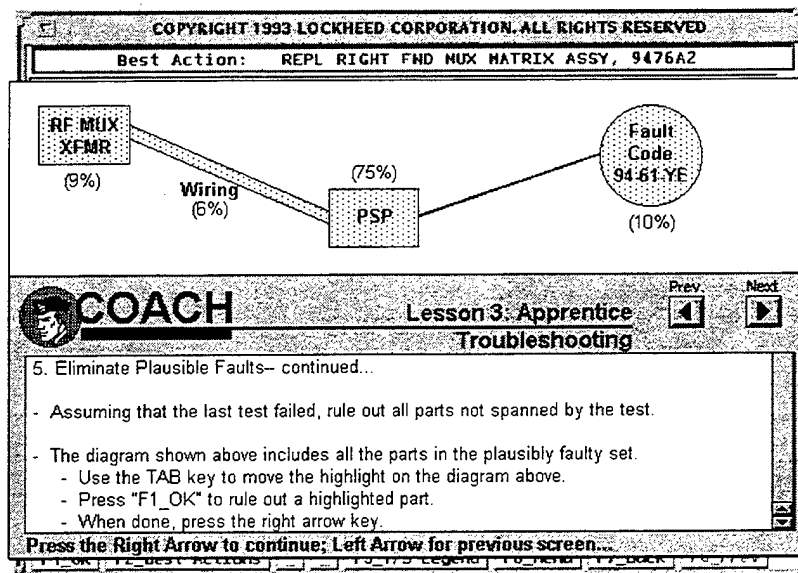 COPYRIGHT 1993 LOCKHEED CORPORATION. ALL RIGHTS RESERVED
Best Action: REPL RIGHT FWD MUX MATRIX ASSY, 9476A2
RF MUX
XFMR
(9%)
Wiring
(6%)
(75%)
PSP
Fault
Code
94-61-YE
(10%)
COACH
Lesson 3: Apprentice
Troubleshooting
Prev.
Next
5. Eliminate Plausible Faults-- continued...
- Assuming that the last test failed, rule out all parts not spanned by the test.
- The diagram shown above includes all the parts in the plausibly faulty set.
- Use the TAB key to move the highlight on the diagram above.
- Press "F1_OK" to rule out a highlighted part.
- When done, press the right arrow key.
Press the Right Arrow to continue; Left Arrow for previous screen...
F1_OK F2_Best Actions F5_T/S Legend F6_Menu F7_Back